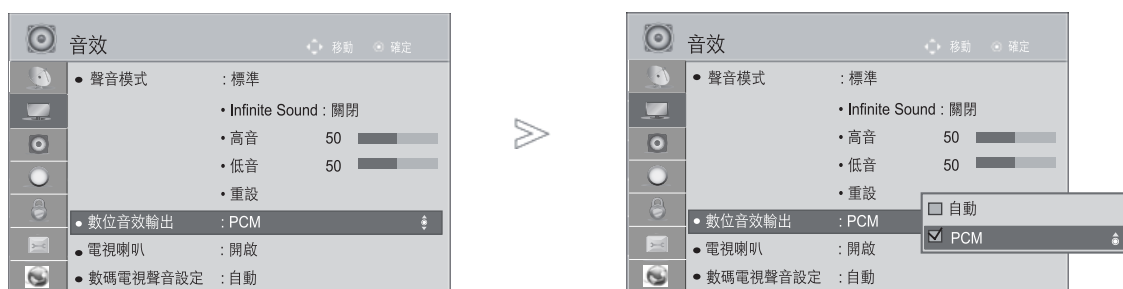 音效 移動 確定
● 聲音模式 : 標準
• Infinite Sound : 關閉
• 高音 50
• 低音 50
• 重設
● 數位音效輸出 : PCM
● 電視喇叭 : 開啟
● 數碼電視聲音設定 : 自動
>>
音效 移動 確定
● 聲音模式 : 標準
• Infinite Sound : 關閉
• 高音 50
• 低音 50
• 重設
● 數位音效輸出 : PCM
● 電視喇叭 : 開啟
● 數碼電視聲音設定 : 自動
自動
PCM